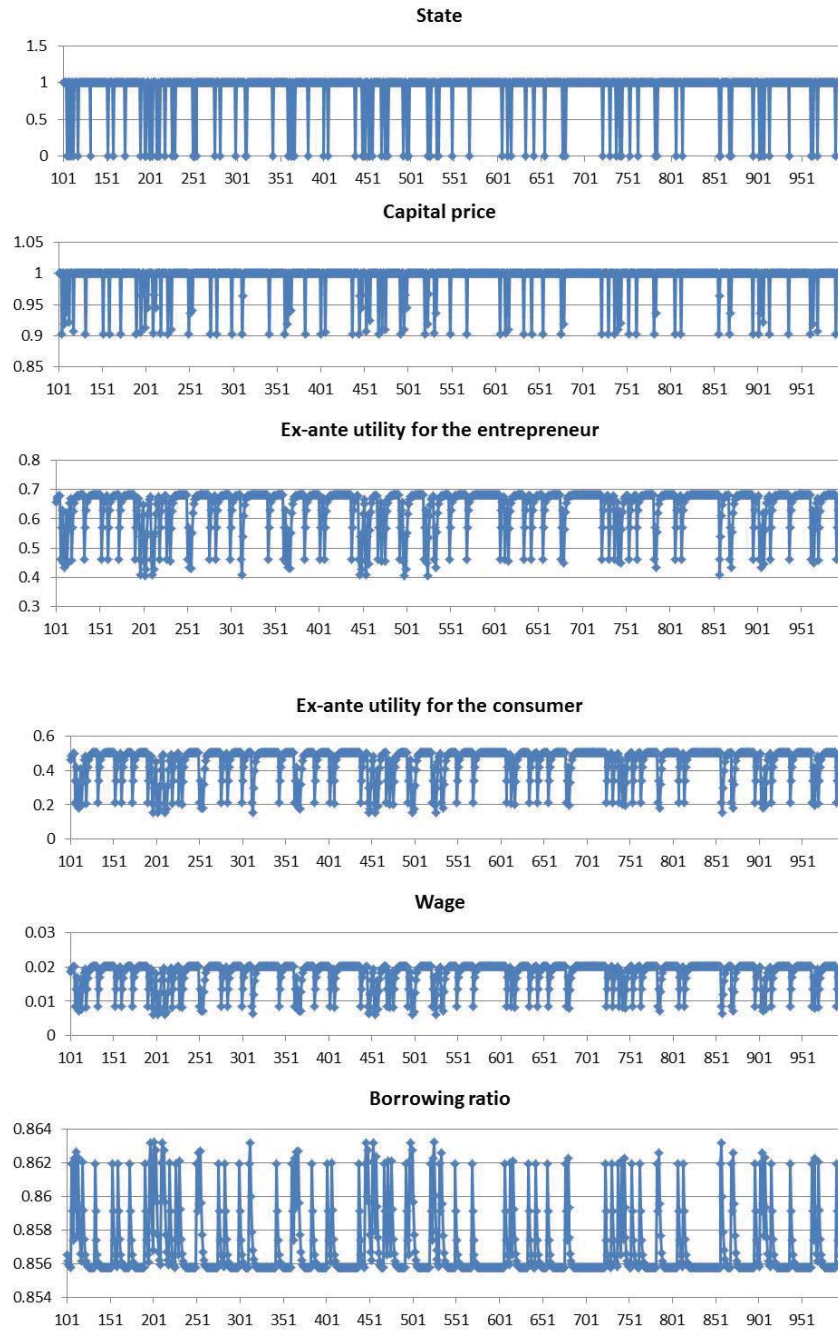 State
1.5
1
0.5
0
101 151 201 251 301 351 401 451 501 551 601 651 701 751 801 851 901 951
Capital price
1.05
1
0.95
0.9
0.85
101 151 201 251 301 351 401 451 501 551 601 651 701 751 801 851 901 951
Ex-ante utility for the entrepreneur
0.8
0.7
0.6
0.5
0.4
0.3
101 151 201 251 301 351 401 451 501 551 601 651 701 751 801 851 901 951
Ex-ante utility for the consumer
0.6
0.4
0.2
0
101 151 201 251 301 351 401 451 501 551 601 651 701 751 801 851 901 951
Wage
0.03
0.02
0.01
0
101 151 201 251 301 351 401 451 501 551 601 651 701 751 801 851 901 951
Borrowing ratio
0.864
0.862
0.86
0.858
0.856
0.854
101 151 201 251 301 351 401 451 501 551 601 651 701 751 801 851 901 951